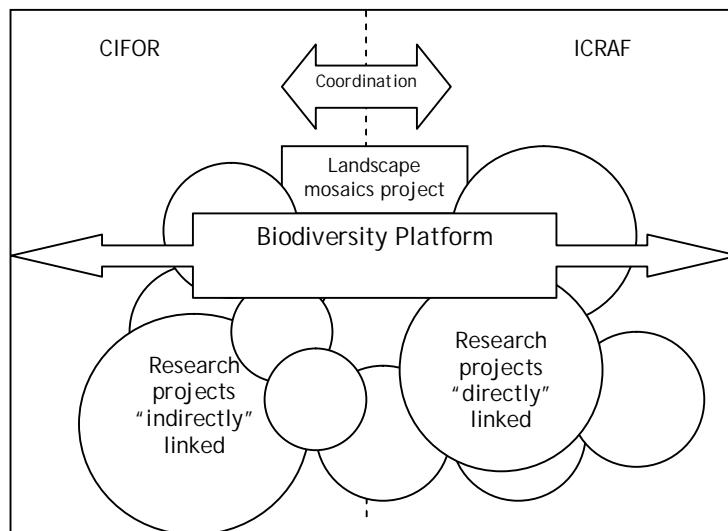 CIFOR
ICRAF
Coordination
Landscape
mosaics project
Biodiversity Platform
Research
projects
“indirectly”
linked
Research
projects
“directly”
linked